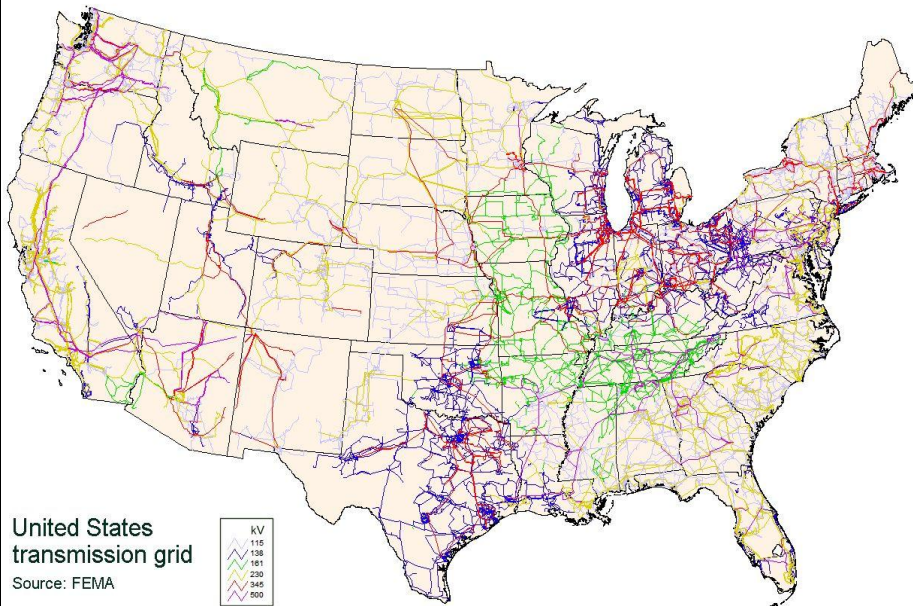 United States
transmission grid
Source: FEMA
kV
115
138
161
230
345
500